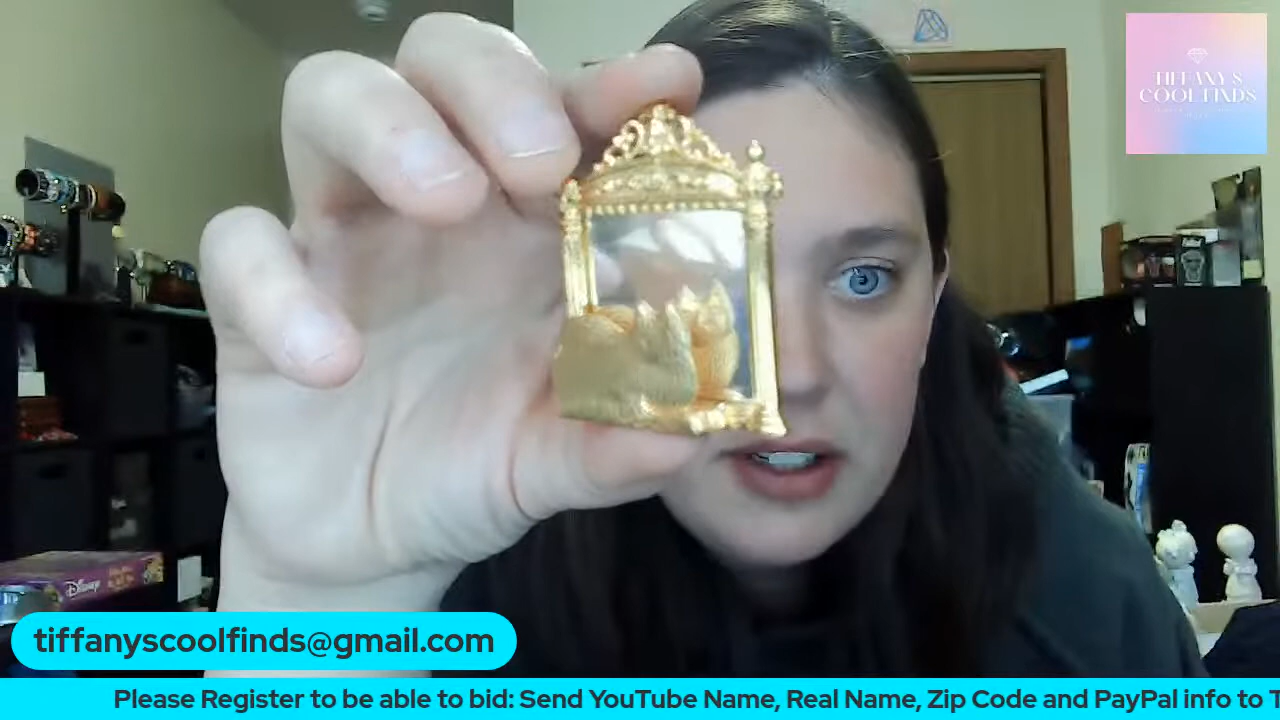 TIFFANY'S
COOL FINDS
Disney
tiffanyscoolfinds@gmail.com
Please Register to be able to bid: Send YouTube Name, Real Name, Zip Code and PayPal info to T